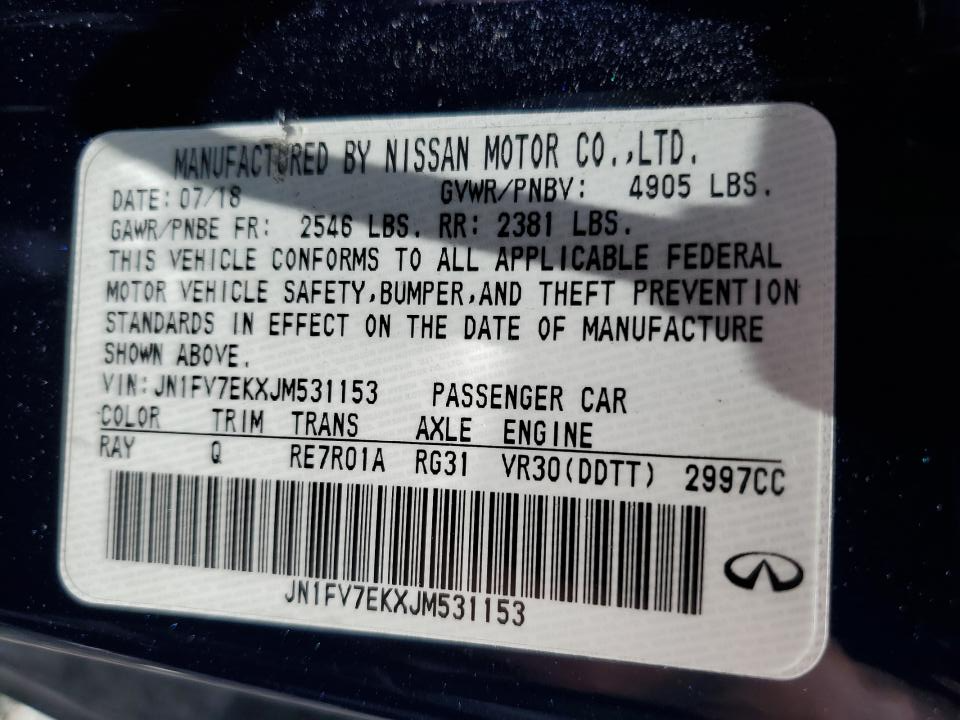 MANUFACTURED BY NISSAN MOTOR CO.,LTD.
DATE: 07/18 GVWR/PNBV: 4905 LBS.
GAWR/PNBE FR: 2546 LBS. RR: 2381 LBS.
THIS VEHICLE CONFORMS TO ALL APPLICABLE FEDERAL
MOTOR VEHICLE SAFETY,BUMPER,AND THEFT PREVENTION
STANDARDS IN EFFECT ON THE DATE OF MANUFACTURE
SHOWN ABOVE.
VIN:JN1FV7EKXJM531153 PASSENGER CAR
COLOR TRIM TRANS AXLE ENGINE
RAY Q RE7R01A RG31 VR30(DDTT) 2997CC
JN1FV7EKXJM531153